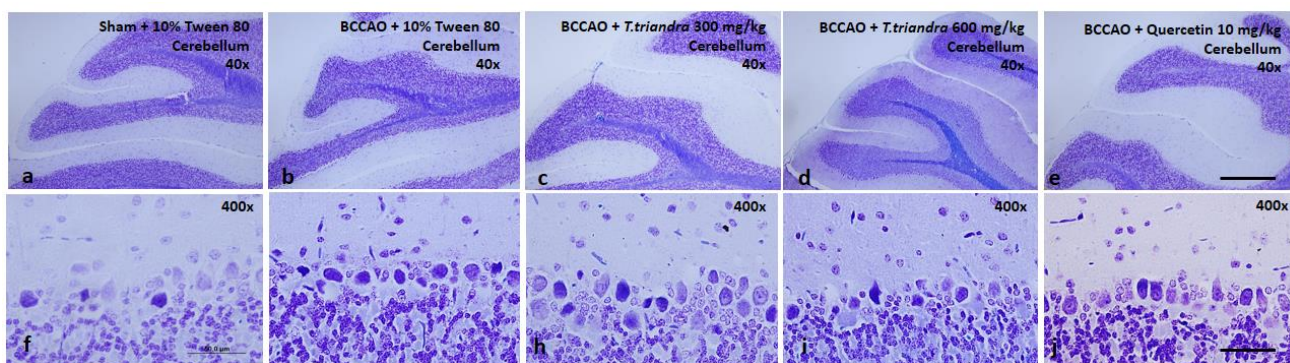 Sham + 10% Tween 80
Cerebellum
40x
a
BCCAO + 10% Tween 80
Cerebellum
40x
b
BCCAO + T.triandra 300 mg/kg
Cerebellum
40x
c
BCCAO + T.triandra 600 mg/kg
Cerebellum
40x
d
BCCAO + Quercetin 10 mg/kg
Cerebellum
40x
e
400x
f
400x
h
400x
i
400x
j